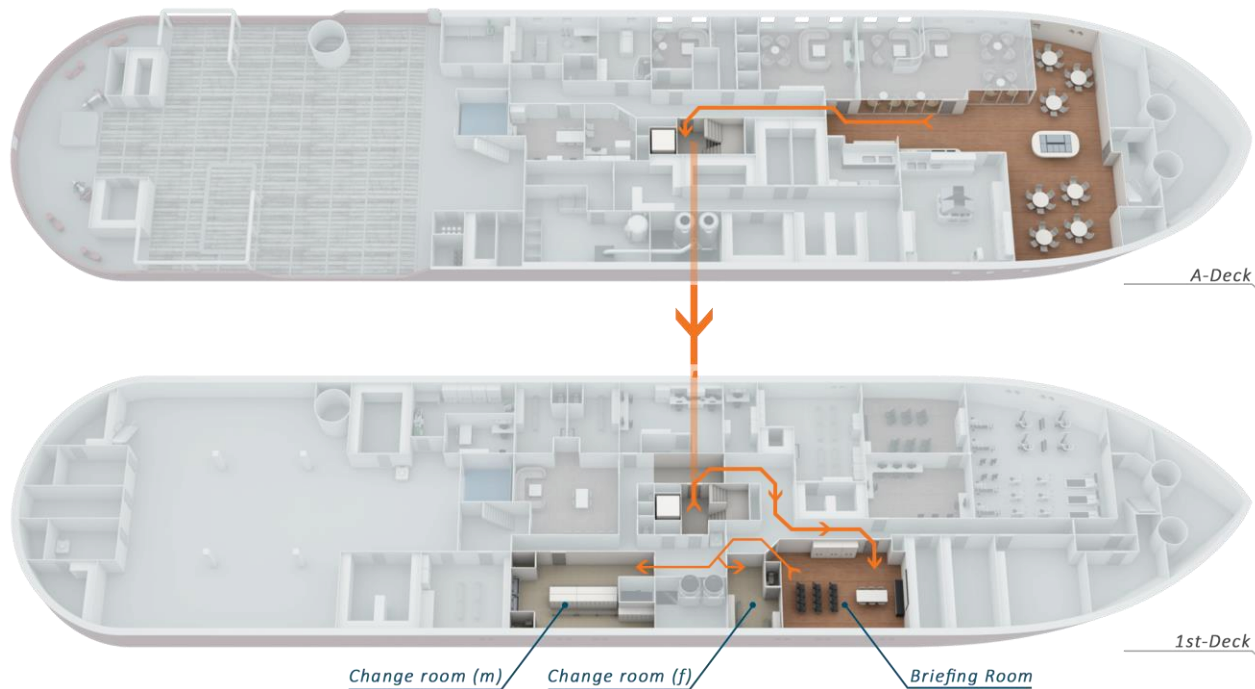 A-Deck
1st-Deck
Change room (m)
Change room (f)
Briefing Room